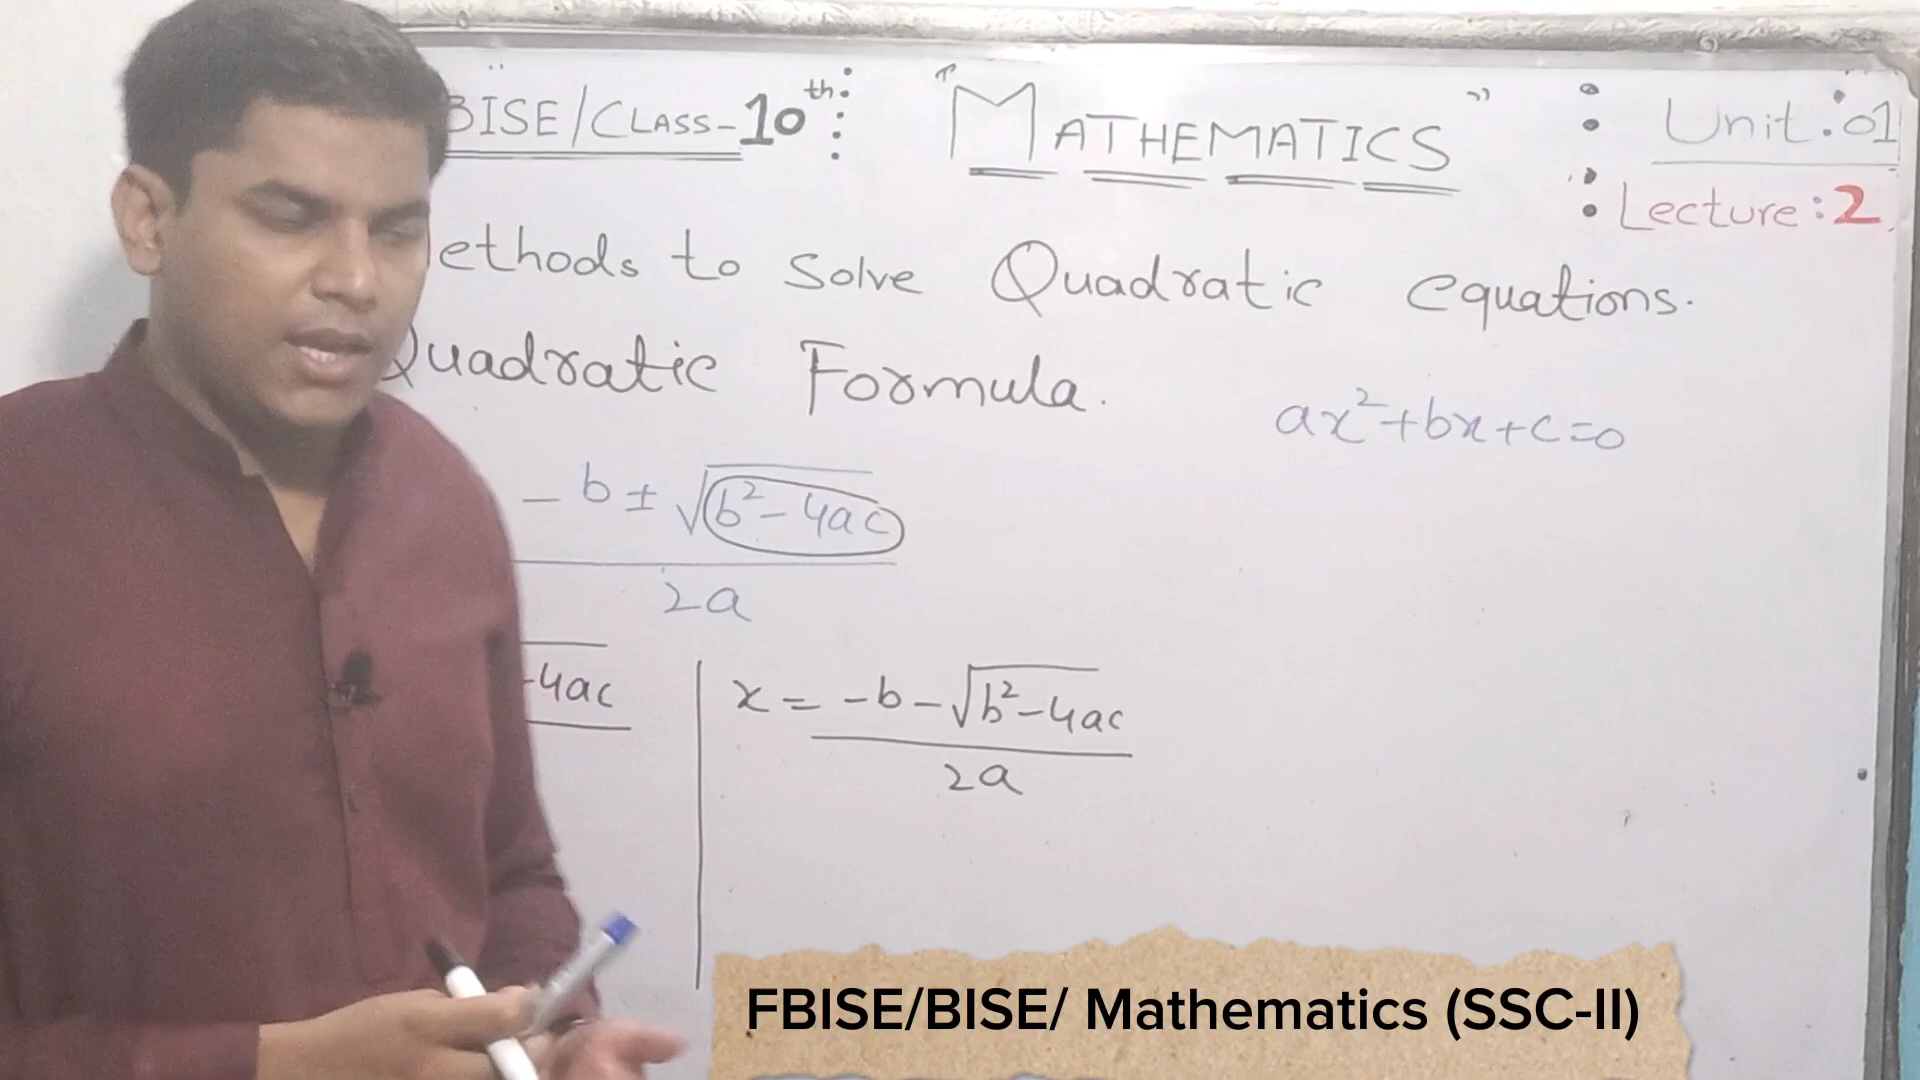 BISE/CLASS-10th
"MATHEMATICS"
Unit:01
Lecture:2
ethods to Solve Quadratic equations.
Quadratic Formula.
ax²+bx+c=0
-b±√b²-4ac
2a
-4ac
x = -b-√b²-4ac
2a
FBISE/BISE/ Mathematics (SSC-II)